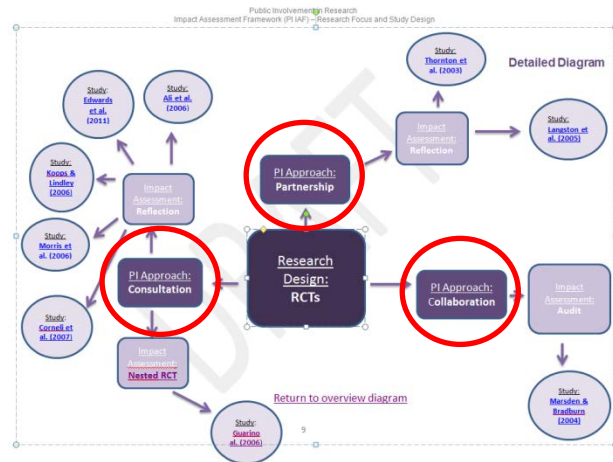 Public Involvement in Research
Impact Assessment Framework (PI IAF) – Research Focus and Study Design
Detailed Diagram
Study:
Thornton et
al. (2003)
Study:
Edwards
et al.
(2011)
Study:
Ali et al.
(2006)
Impact
Assessment:
Reflection
Study:
Langston et
al. (2005)
Study:
Koops &
Lindley
(2006)
Impact
Assessment:
Reflection
PI Approach:
Partnership
Study:
Morris et
al. (2006)
PI Approach:
Consultation
Research
Design:
RCTs
PI Approach:
Collaboration
Impact
Assessment:
Audit
Study:
Corneli et
al. (2007)
Impact
Assessment:
Nested RCT
Return to overview diagram
Study:
Marsden &
Bradburn
(2004)
Study:
Guarino et
al. (2006)
9
DRAFT